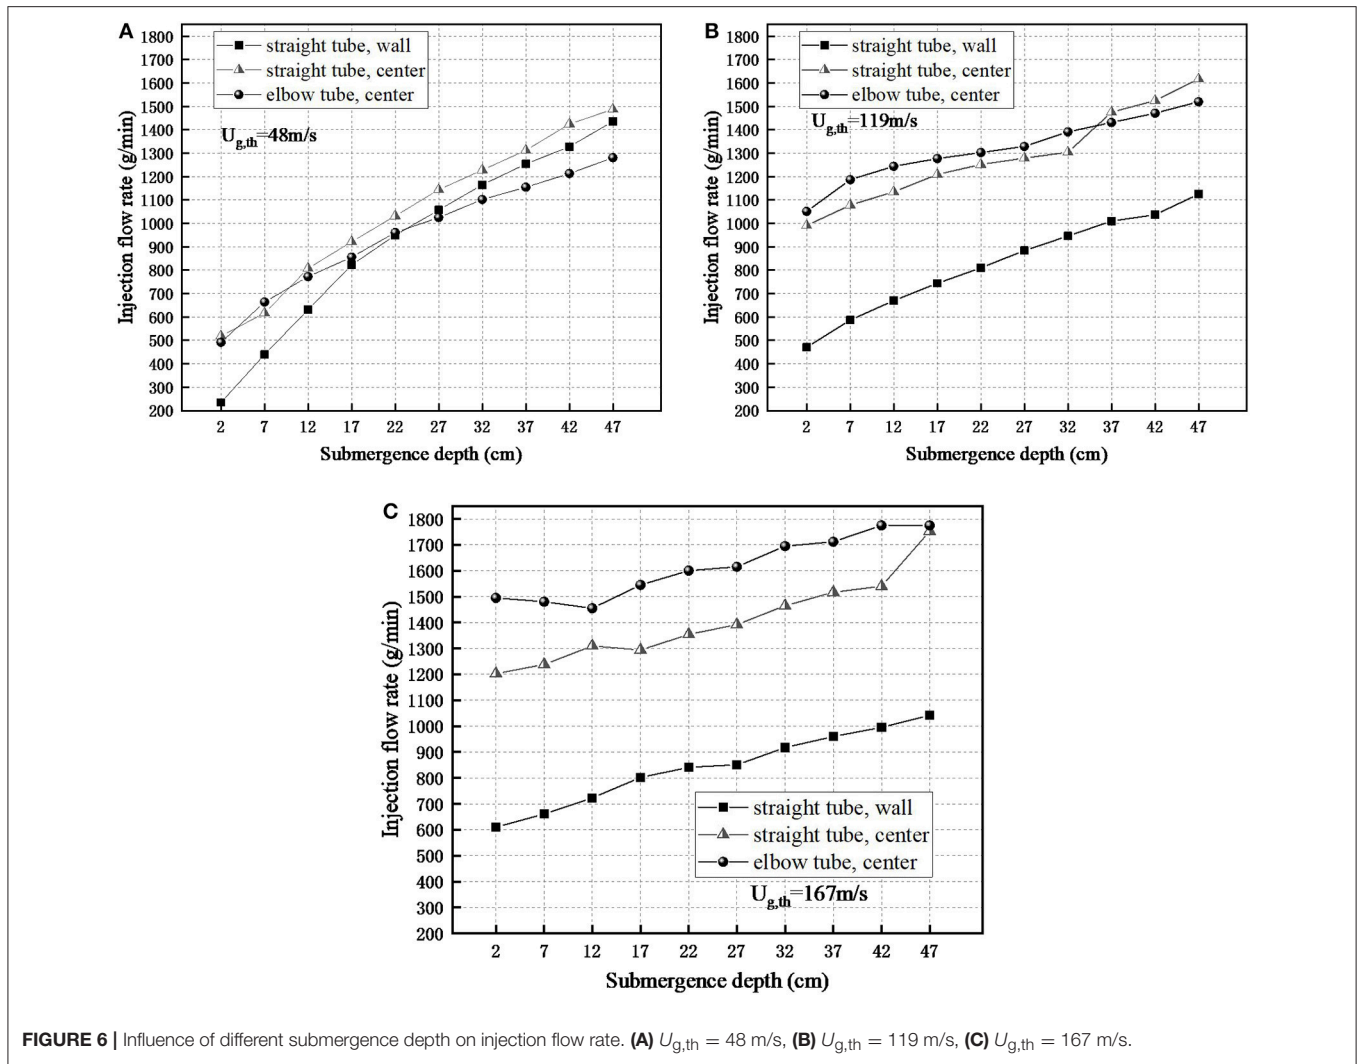 A
1800
1700
1600
1500
1400
1300
1200
1100
1000
900
800
700
600
500
400
300
200
Injection flow rate (g/min)
straight tube, wall
straight tube, center
elbow tube, center
Ug,th=48m/s
2 7 12 17 22 27 32 37 42 47
Submergence depth (cm)
B
1800
1700
1600
1500
1400
1300
1200
1100
1000
900
800
700
600
500
400
300
200
Injection flow rate (g/min)
straight tube, wall
straight tube, center
elbow tube, center
Ug,th=119m/s
2 7 12 17 22 27 32 37 42 47
Submergence depth (cm)
C
1800
1700
1600
1500
1400
1300
1200
1100
1000
900
800
700
600
500
400
300
200
Injection flow rate (g/min)
straight tube, wall
straight tube, center
elbow tube, center
Ug,th=167m/s
2 7 12 17 22 27 32 37 42 47
Submergence depth (cm)
FIGURE 6 | Influence of different submergence depth on injection flow rate. (A) Ug,th = 48 m/s, (B) Ug,th = 119 m/s, (C) Ug,th = 167 m/s.